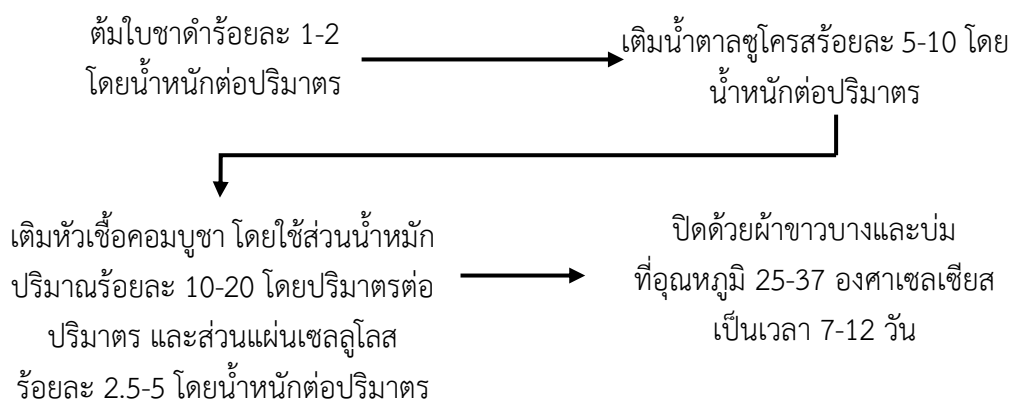 ต้มใบชาดำร้อยละ 1-2
โดยน้ำหนักต่อปริมาตร
เติมน้ำตาลซูโครสร้อยละ 5-10 โดย
น้ำหนักต่อปริมาตร
เติมหัวเชื้อคอมบูชา โดยใช้ส่วนน้ำหมัก
ปริมาณร้อยละ 10-20 โดยปริมาตรต่อ
ปริมาตร และส่วนแผ่นเซลลูโลส
ร้อยละ 2.5-5 โดยน้ำหนักต่อปริมาตร
ปิดด้วยผ้าขาวบางและบ่ม
ที่อุณหภูมิ 25-37 องศาเซลเซียส
เป็นเวลา 7-12 วัน